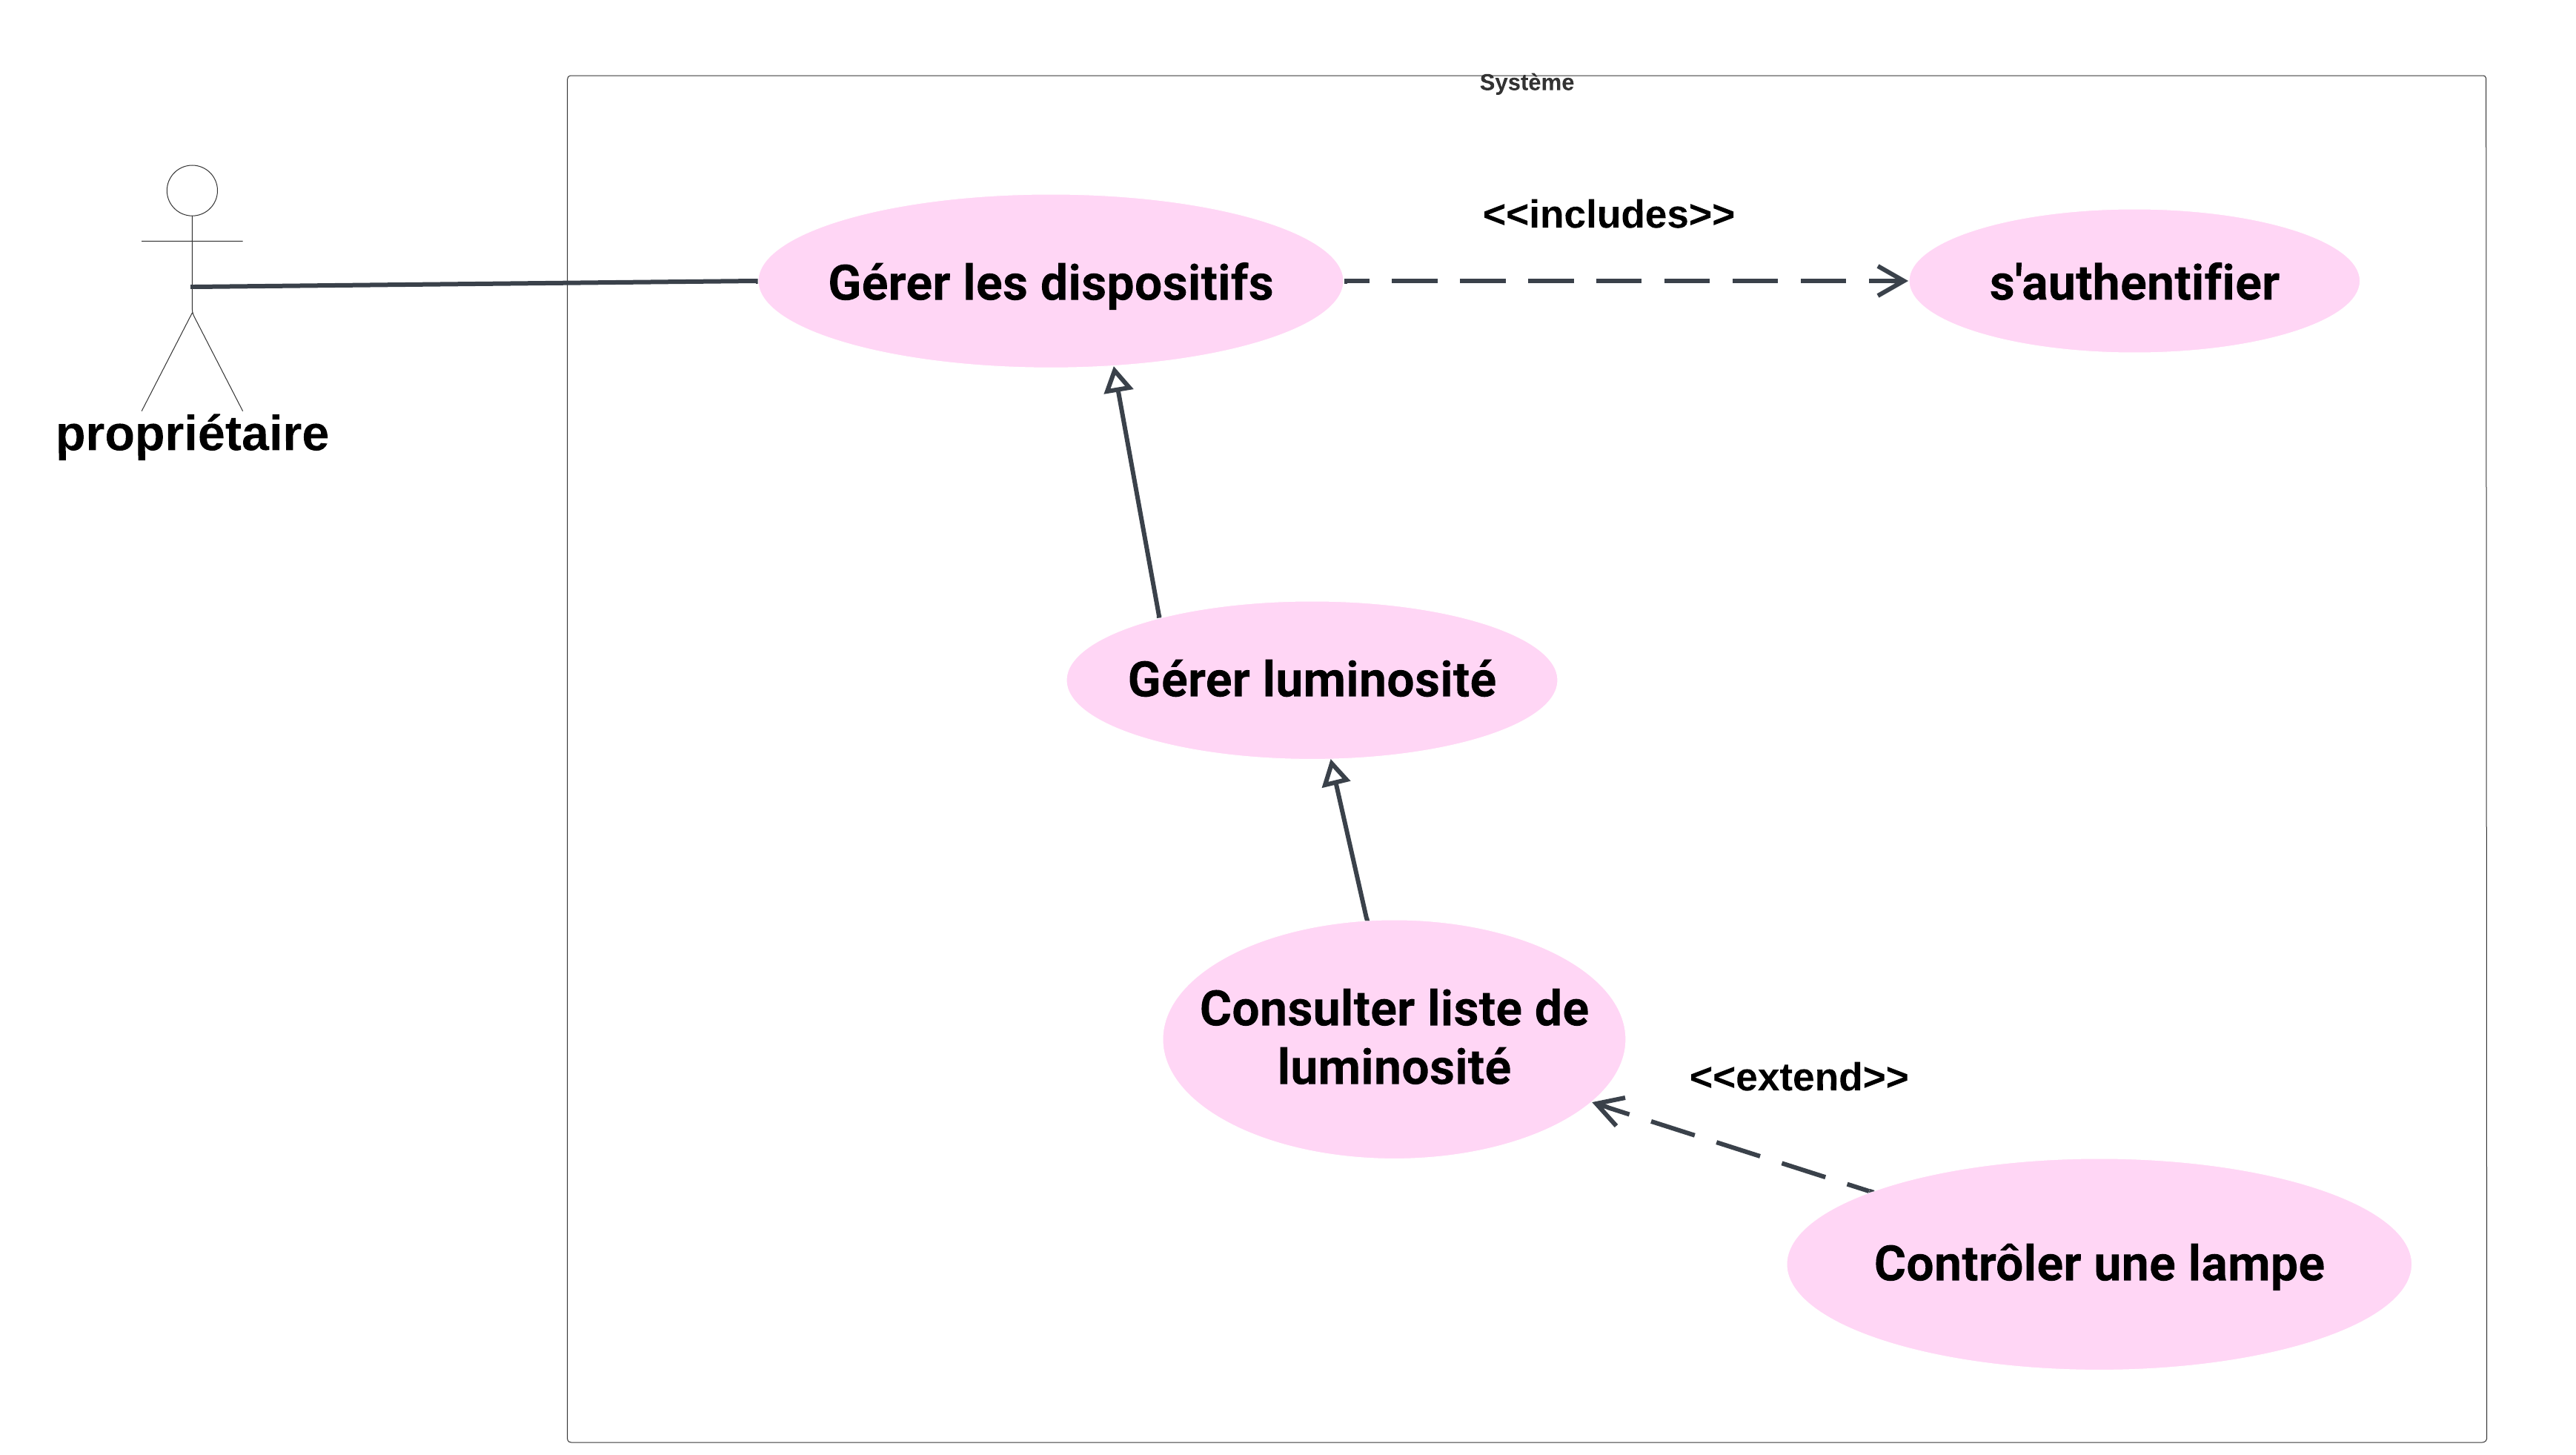 Système
<<includes>>
Gérer les dispositifs
s'authentifier
propriétaire
Gérer luminosité
Consulter liste de
luminosité
<<extend>>
Contrôler une lampe